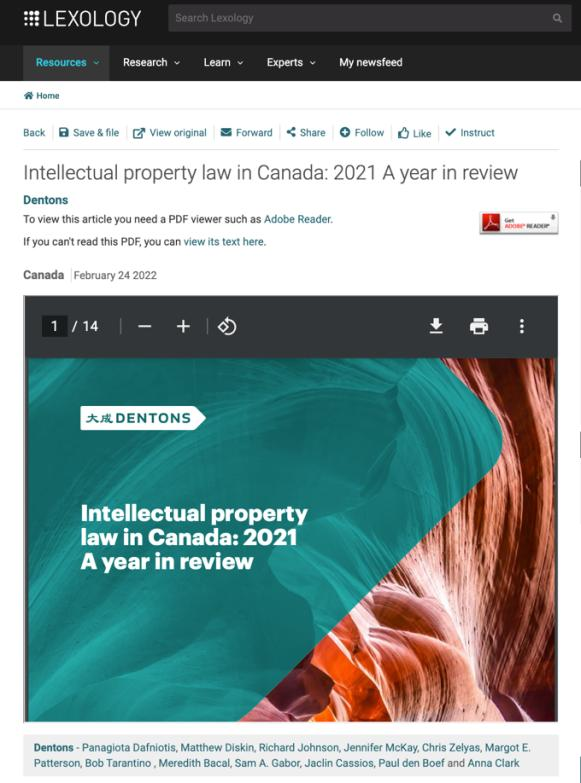 LEXOLOGY
Search Lexology
Resources Research Learn Experts My newsfeed
Home
Back Save & file View original Forward Share Follow Like Instruct
Intellectual property law in Canada: 2021 A year in review
Dentons
To view this article you need a PDF viewer such as Adobe Reader.
If you can't read this PDF, you can view its text here.
Get
ADOBE® READER®
Canada | February 24 2022
1 / 14
大成 DENTONS
Intellectual property
law in Canada: 2021
A year in review
Dentons - Panagiota Dafniotis, Matthew Diskin, Richard Johnson, Jennifer McKay, Chris Zelyas, Margot E.
Patterson, Bob Tarantino , Meredith Bacal, Sam A. Gabor, Jaclin Cassios, Paul den Boef and Anna Clark